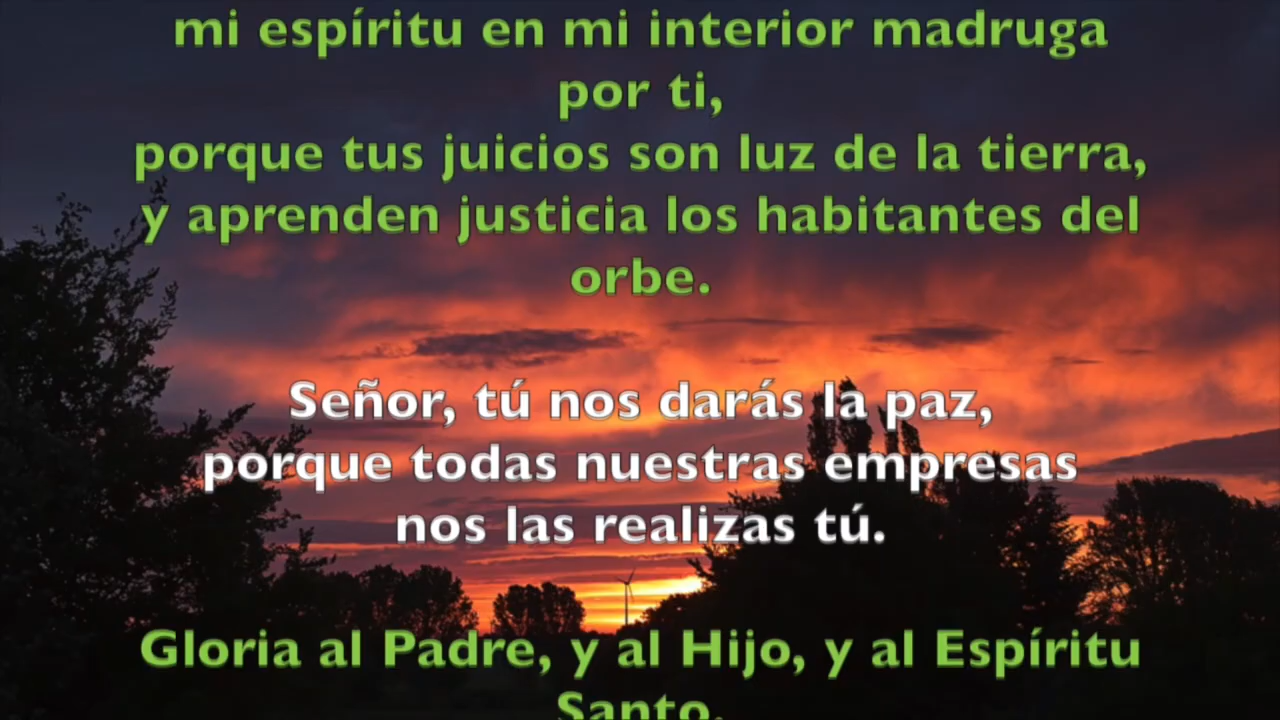 mi espíritu en mi interior madruga
por ti,
porque tus juicios son luz de la tierra,
y aprenden justicia los habitantes del
orbe.
Señor, tú nos darás la paz,
porque todas nuestras empresas
nos las realizas tú.
Gloria al Padre, y al Hijo, y al Espíritu
Santo.